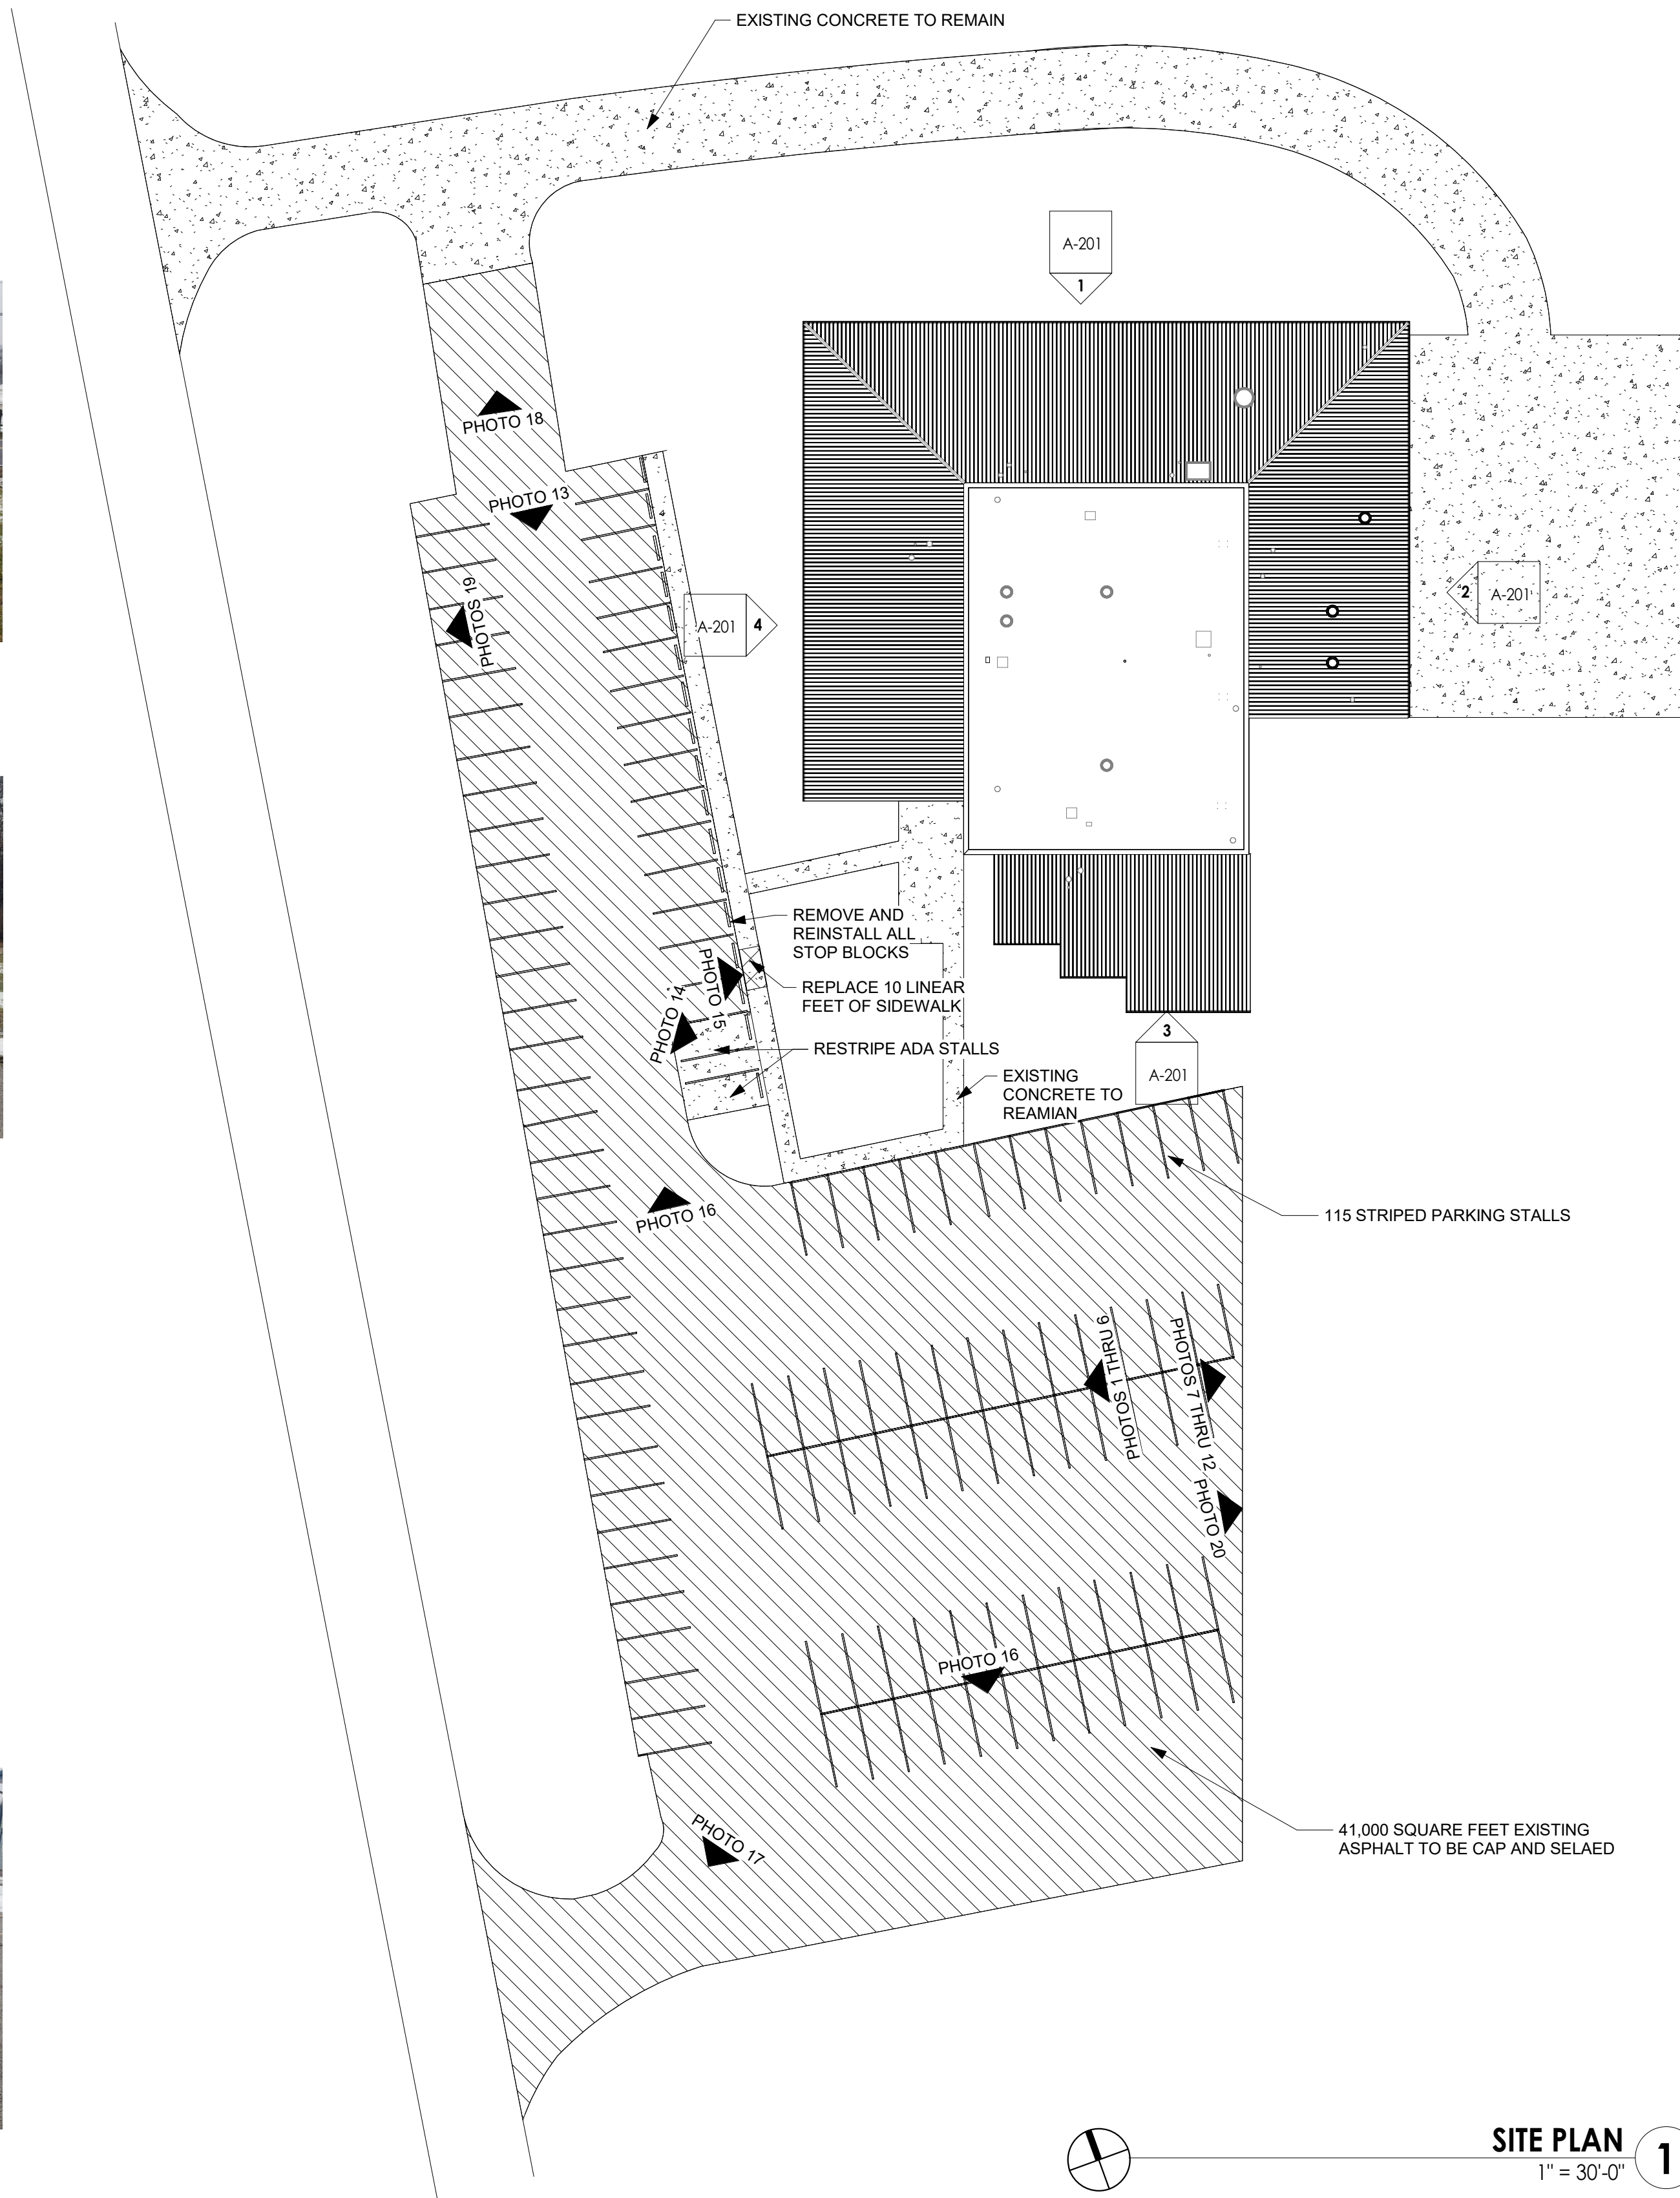 EXISTING CONCRETE TO REMAIN
A-201
1
PHOTO 18
PHOTO 13
PHOTOS 19
A-201
4
2
A-201
REMOVE AND
REINSTALL ALL
STOP BLOCKS
PHOTO 15
REPLACE 10 LINEAR
FEET OF SIDEWALK
PHOTO 14
RESTRIPE ADA STALLS
3
A-201
EXISTING
CONCRETE TO
REAMIAN
PHOTO 16
115 STRIPED PARKING STALLS
PHOTOS 1 THRU 6
PHOTOS 7 THRU 12
PHOTO 20
PHOTO 16
PHOTO 17
41,000 SQUARE FEET EXISTING
ASPHALT TO BE CAP AND SELAED
SITE PLAN
1" = 30'-0"
1